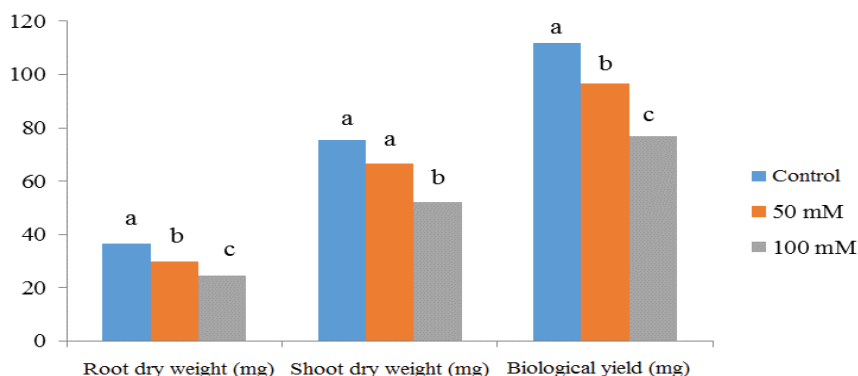 120
100
80
60
40
20
0
a b c
a a b
a b c
Root dry weight (mg) Shoot dry weight (mg) Biological yield (mg)
Control
50 mM
100 mM